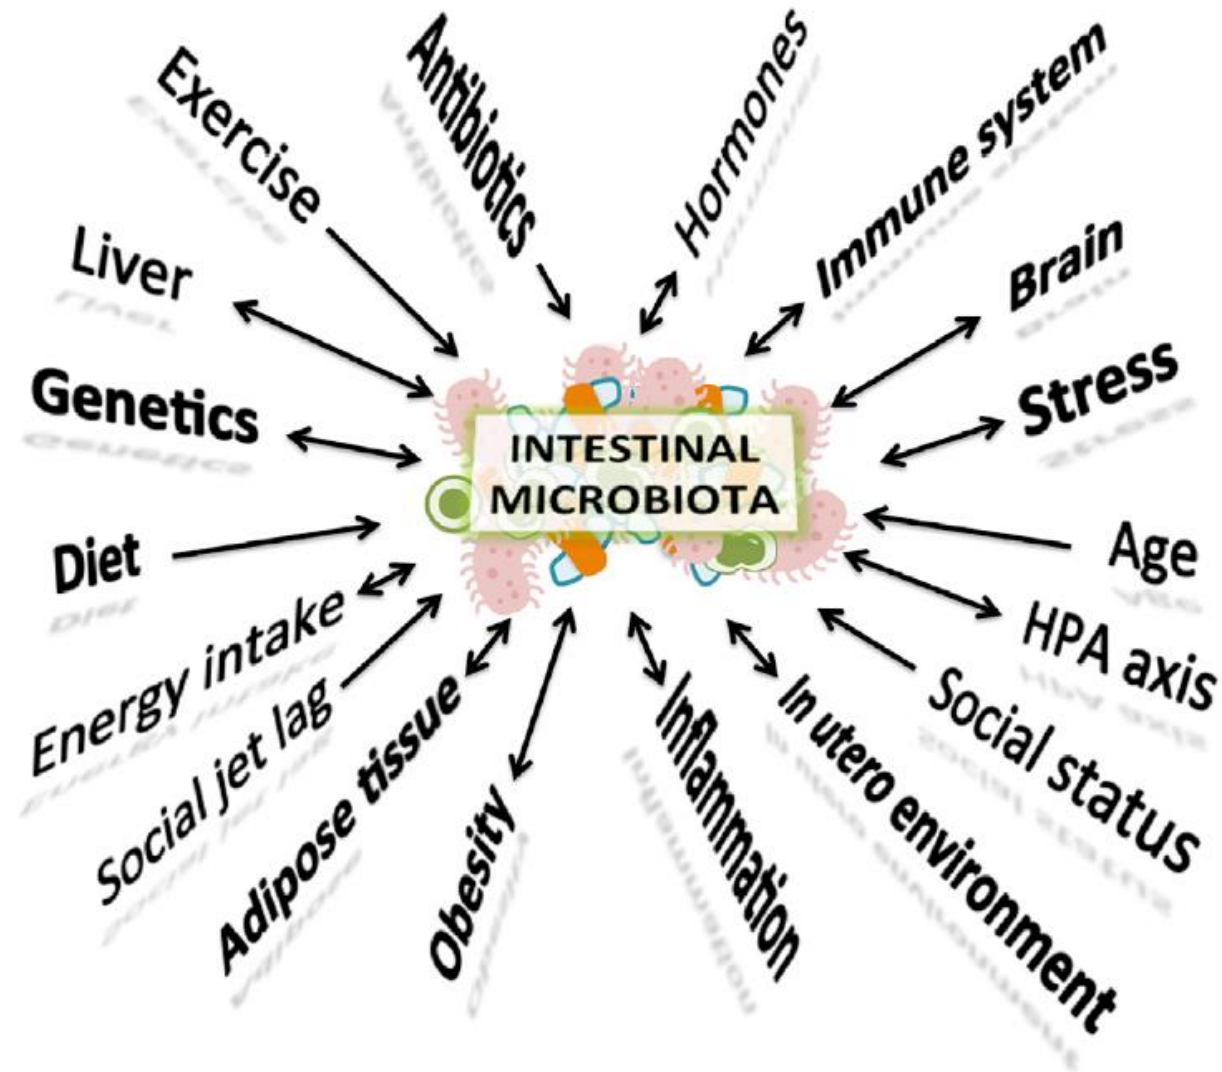 Exercise
Antibiotics
Hormones
Immune system
Brain
Stress
Age
HPA axis
Social status
In utero environment
Inflammation
Obesity
Adipose tissue
Social jet lag
Energy intake
Diet
Genetics
Liver
INTESTINAL
MICROBIOTA